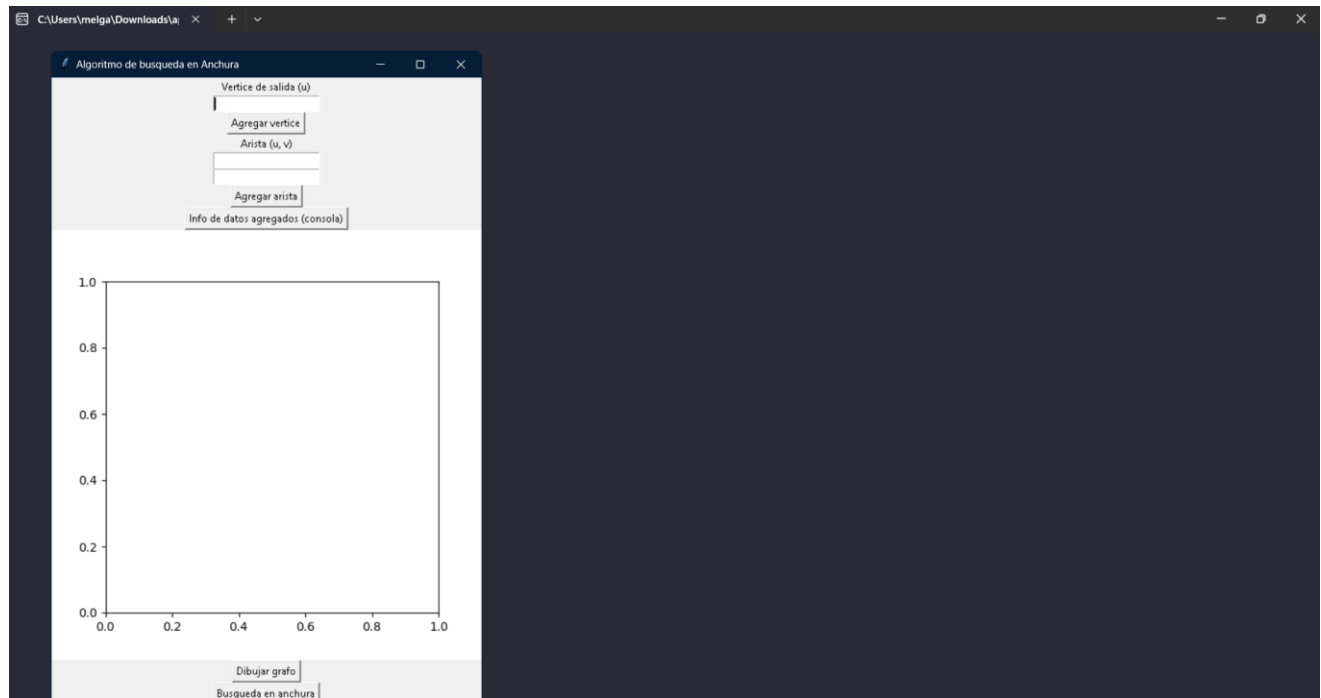 C:\Users\melga\Downloads\a
Algoritmo de busqueda en Anchura
Vertice de salida (u)
Agregar vertice
Arista (u, v)
Agregar arista
Info de datos agregados (consola)
1.0
0.8
0.6
0.4
0.2
0.0
0.0 0.2 0.4 0.6 0.8 1.0
Dibujar grafo
Busqueda en anchura